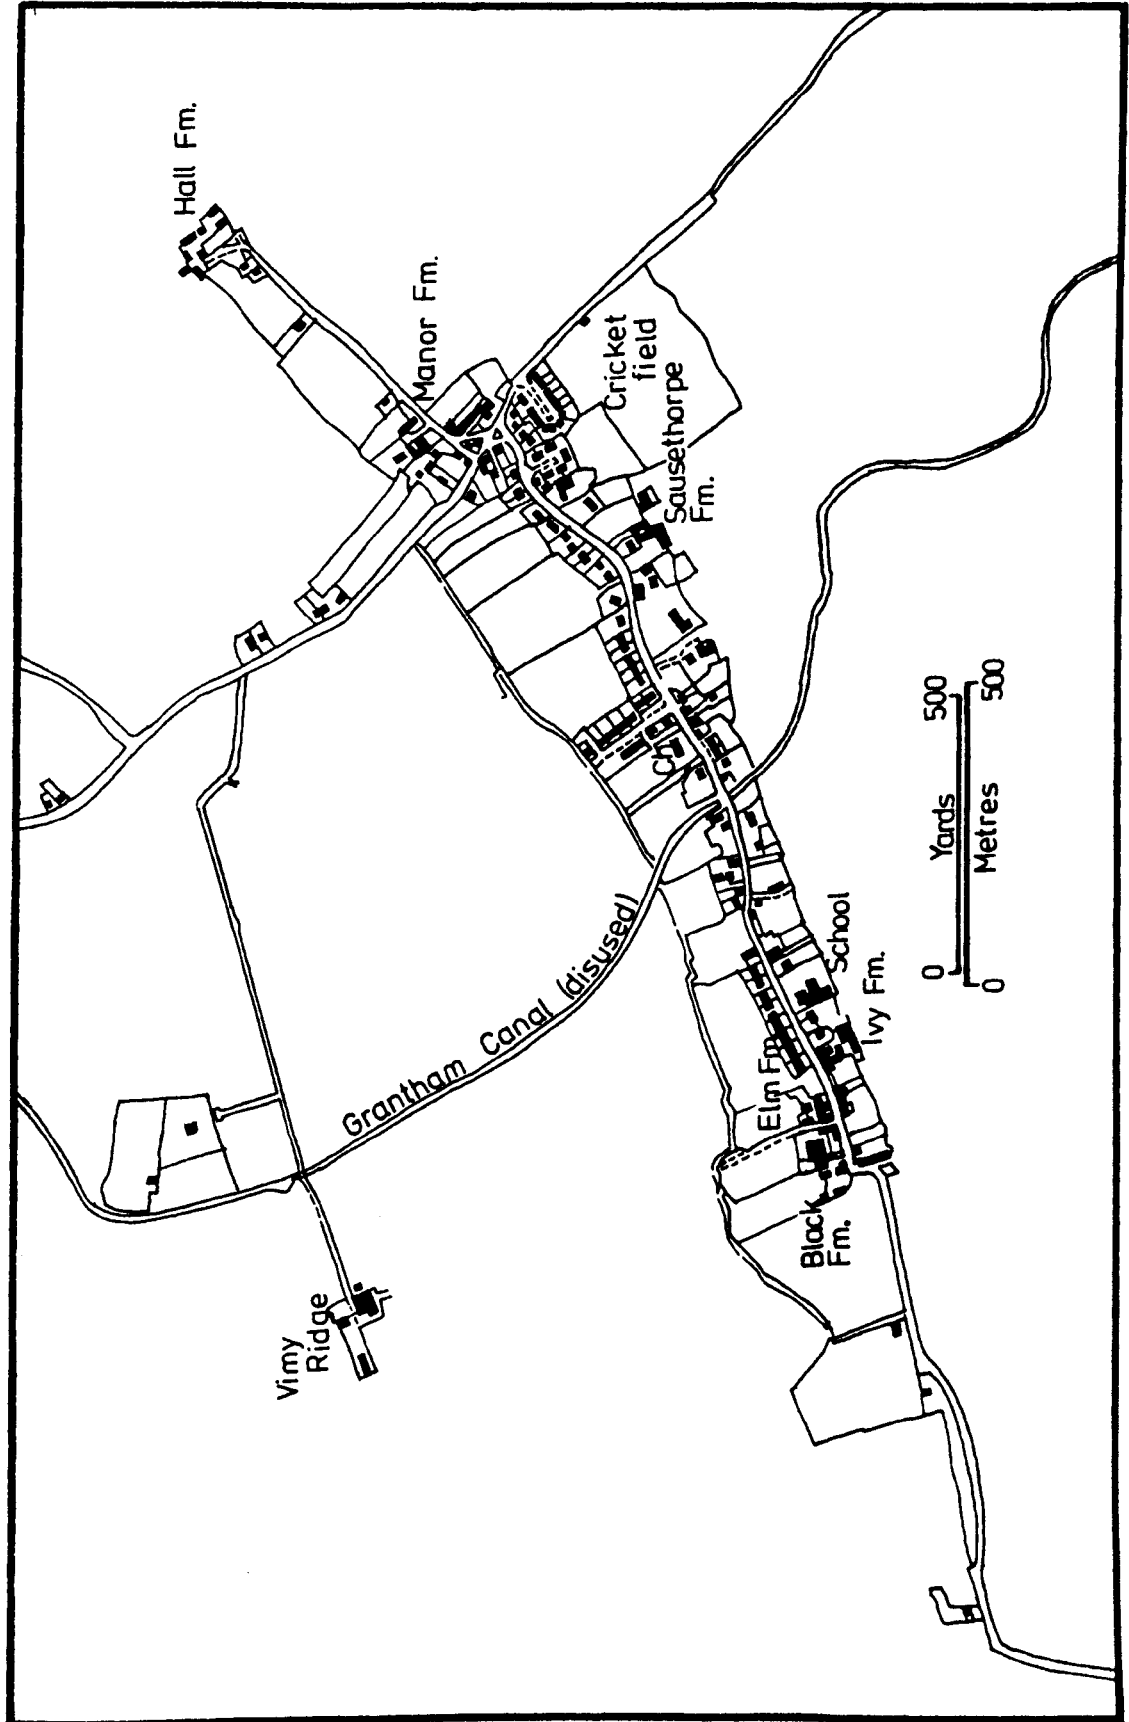 Hall Fm.
Manor Fm.
Cricket
field
Sausethorpe
Fm.
Ch
Grantham Canal (disused)
School
Ivy Fm.
Elm Fm
Black
Fm.
Vimy
Ridge
0 Yards 500
0 Metres 500